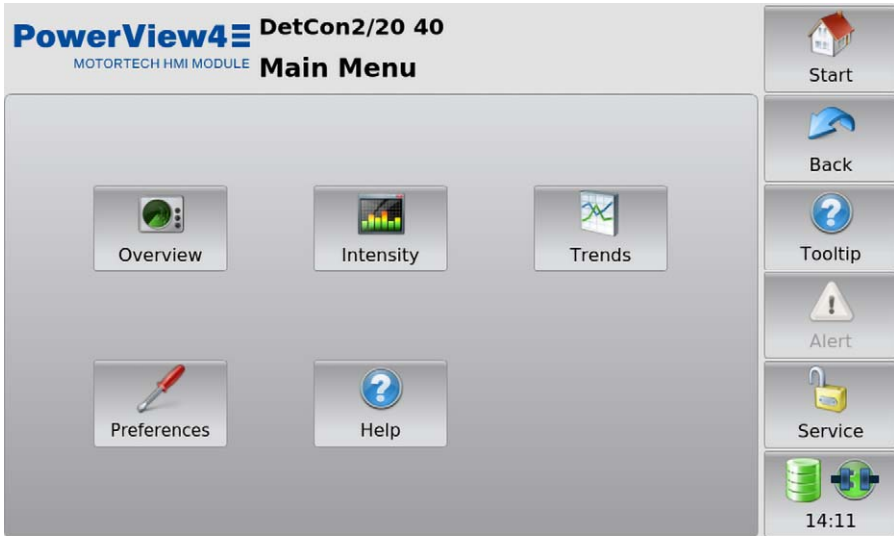 PowerView4
MOTORTECH HMI MODULE
DetCon2/20 40
Main Menu
Overview
Intensity
Trends
Preferences
Help
Start
Back
Tooltip
Alert
Service
14:11